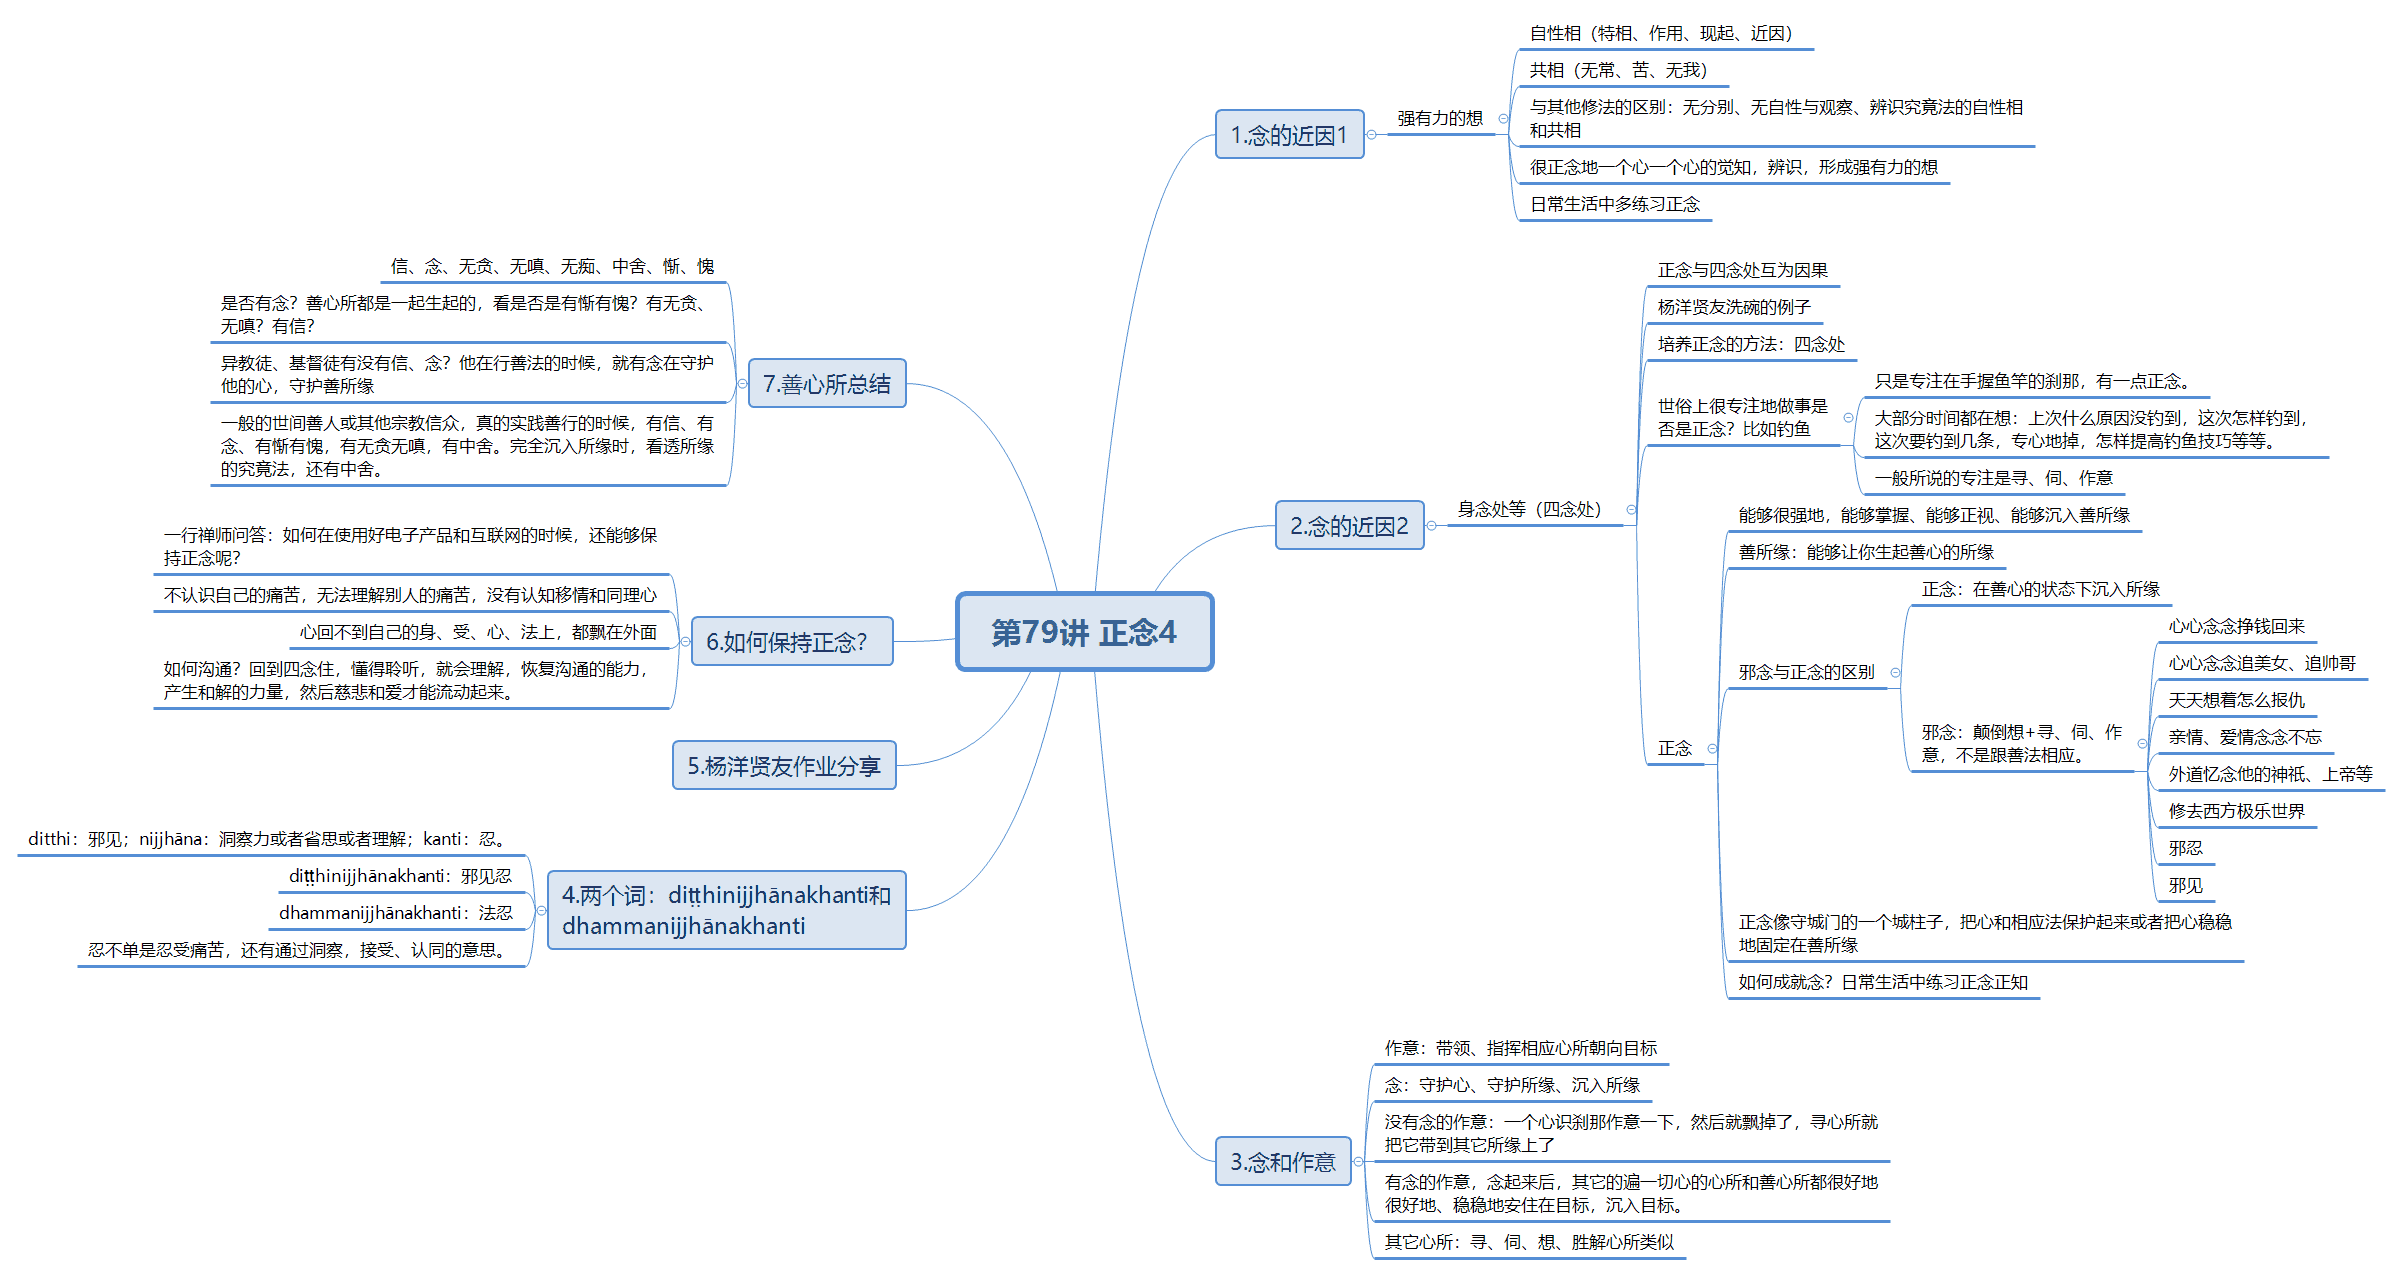 第79讲 正念4
1.念的近因1
强有力的想
自性相（特相、作用、现起、近因）
共相（无常、苦、无我）
与其他修法的区别：无分别、无自性与观察、辨识究竟法的自性相
和共相
很正念地一个心一个心的觉知，辨识，形成强有力的想
日常生活中多练习正念
2.念的近因2
身念处等（四念处）
正念与四念处互为因果
杨洋贤友洗碗的例子
培养正念的方法：四念处
世俗上很专注地做事是
否是正念？比如钓鱼
只是专注在手握鱼竿的刹那，有一点正念。
大部分时间都在想：上次什么原因没钓到，这次怎样钓到，
这次要钓到几条，专心地掉，怎样提高钓鱼技巧等等。
一般所说的专注是寻、伺、作意
正念
能够很强地，能够掌握、能够正视、能够沉入善所缘
善所缘：能够让你生起善心的所缘
邪念与正念的区别
正念：在善心的状态下沉入所缘
邪念：颠倒想+寻、伺、作
意，不是跟善法相应。
心心念念挣钱回来
心心念念追美女、追帅哥
天天想着怎么报仇
亲情、爱情念念不忘
外道忆念他的神祇、上帝等
修去西方极乐世界
邪忍
邪见
正念像守城门的一个城柱子，把心和相应法保护起来或者把心稳稳
地固定在善所缘
如何成就念？日常生活中练习正念正知
3.念和作意
作意：带领、指挥相应心所朝向目标
念：守护心、守护所缘、沉入所缘
没有念的作意：一个心识刹那作意一下，然后就飘掉了，寻心所就
把它带到其它所缘上了
有念的作意，念起来后，其它的遍一切心的心所和善心所都很好地
很好地、稳稳地安住在目标，沉入目标。
其它心所：寻、伺、想、胜解心所类似
4.两个词：diṭṭhinijjhānakhanti和
dhammanijjhānakhanti
ditthi：邪见；nijjhāna：洞察力或者省思或者理解；kanti：忍。
diṭṭhinijjhānakhanti：邪见忍
dhammanijjhānakhanti：法忍
忍不单是忍受痛苦，还有通过洞察，接受、认同的意思。
5.杨洋贤友作业分享
6.如何保持正念？
一行禅师问答：如何在使用好电子产品和互联网的时候，还能够保
持正念呢？
不认识自己的痛苦，无法理解别人的痛苦，没有认知移情和同理心
心回不到自己的身、受、心、法上，都飘在外面
如何沟通？回到四念住，懂得聆听，就会理解，恢复沟通的能力，
产生和解的力量，然后慈悲和爱才能流动起来。
7.善心所总结
信、念、无贪、无嗔、无痴、中舍、惭、愧
是否有念？善心所都是一起生起的，看是否是有惭有愧？有无贪、
无嗔？有信？
异教徒、基督徒有没有信、念？他在行善法的时候，就有念在守护
他的心，守护善所缘
一般的世间善人或其他宗教信众，真的实践善行的时候，有信、有
念、有惭有愧，有无贪无嗔，有中舍。完全沉入所缘时，看透所缘
的究竟法，还有中舍。